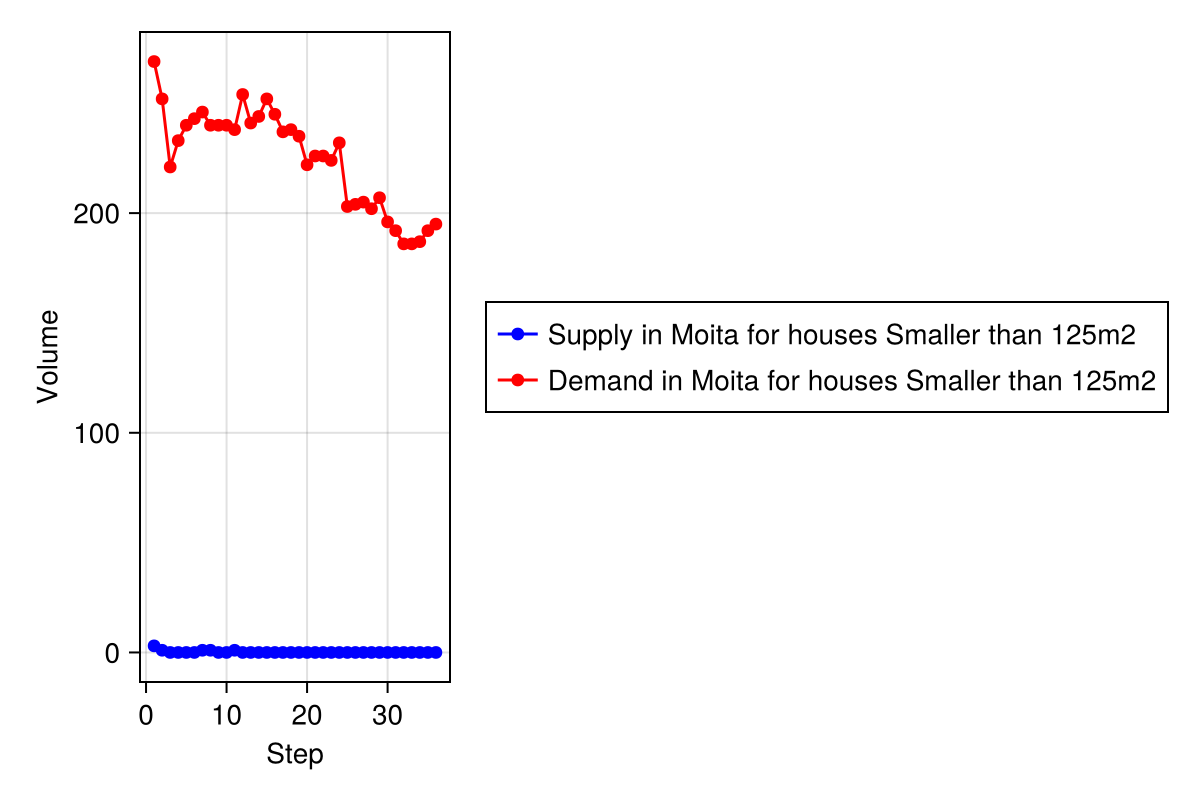 200
100
0
Volume
0 10 20 30
Step
Supply in Moita for houses Smaller than 125m2
Demand in Moita for houses Smaller than 125m2